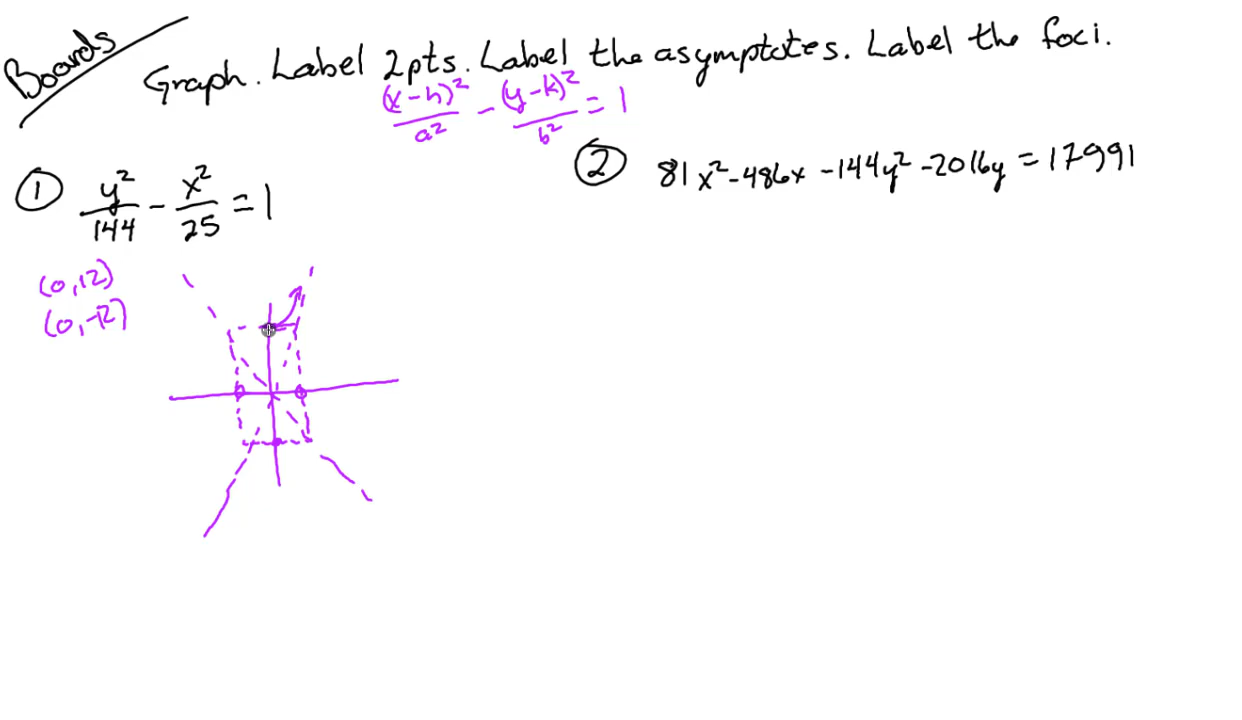 Boards
Graph. Label 2pts. Label the asymptotes. Label the foci.
(x-h)²/a² - (y-k)²/b² = 1
① y²/144 - x²/25 = 1
② 81x²-486x-144y²-2016y=17991
(0,12)
(0,-12)